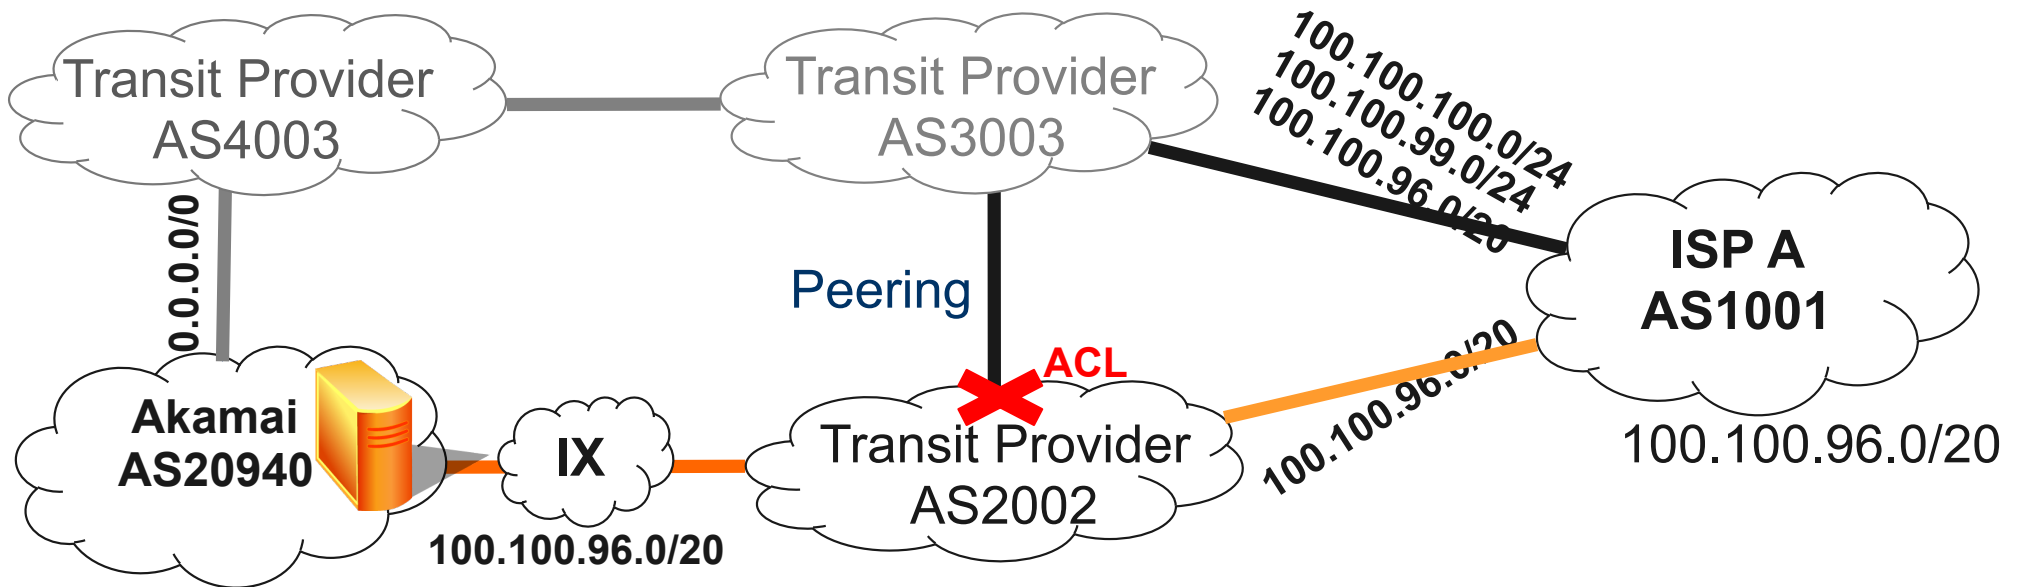 Transit Provider
AS4003
Transit Provider
AS3003
100.100.100.0/24
100.100.99.0/24
100.100.96.0/20
0.0.0.0/0
Peering
ACL
ISP A
AS1001
100.100.96.0/20
100.100.96.0/20
Akamai
AS20940
IX
100.100.96.0/20
Transit Provider
AS2002